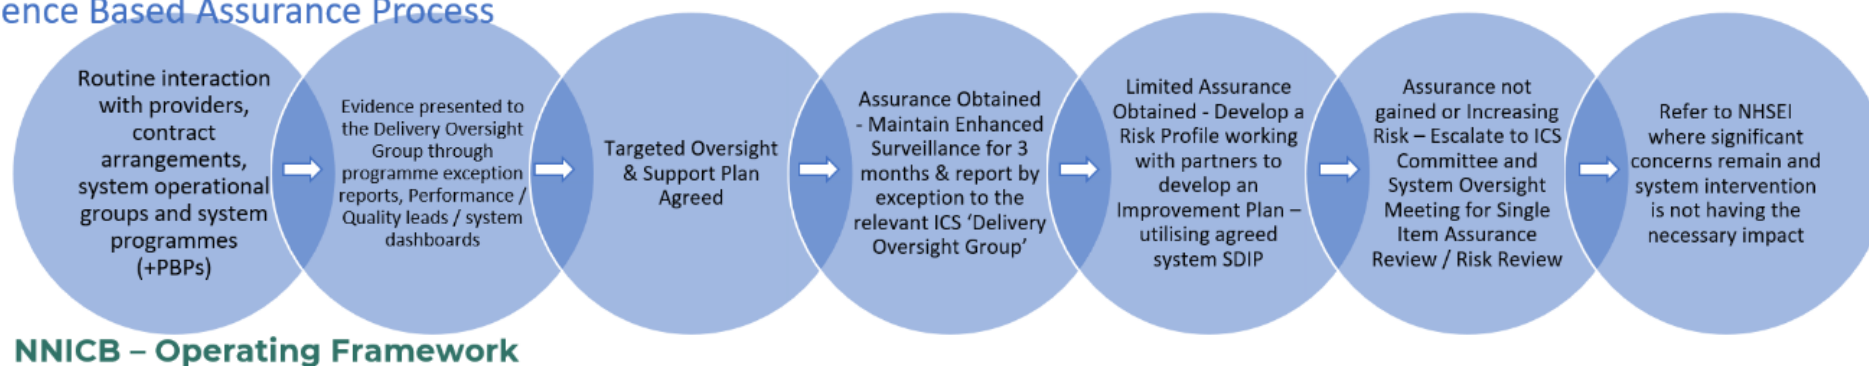 ence Based Assurance Process
Routine interaction
with providers,
contract
arrangements,
system operational
groups and system
programmes
(+PBPs)
Evidence presented to
the Delivery Oversight
Group through
programme exception
reports, Performance /
Quality leads / system
dashboards
Targeted Oversight
& Support Plan
Agreed
Assurance Obtained
- Maintain Enhanced
Surveillance for 3
months & report by
exception to the
relevant ICS ‘Delivery
Oversight Group’
Limited Assurance
Obtained - Develop a
Risk Profile working
with partners to
develop an
Improvement Plan –
utilising agreed
system SDIP
Assurance not
gained or Increasing
Risk – Escalate to ICS
Committee and
System Oversight
Meeting for Single
Item Assurance
Review / Risk Review
Refer to NHSEI
where significant
concerns remain and
system intervention
is not having the
necessary impact
NNICB – Operating Framework